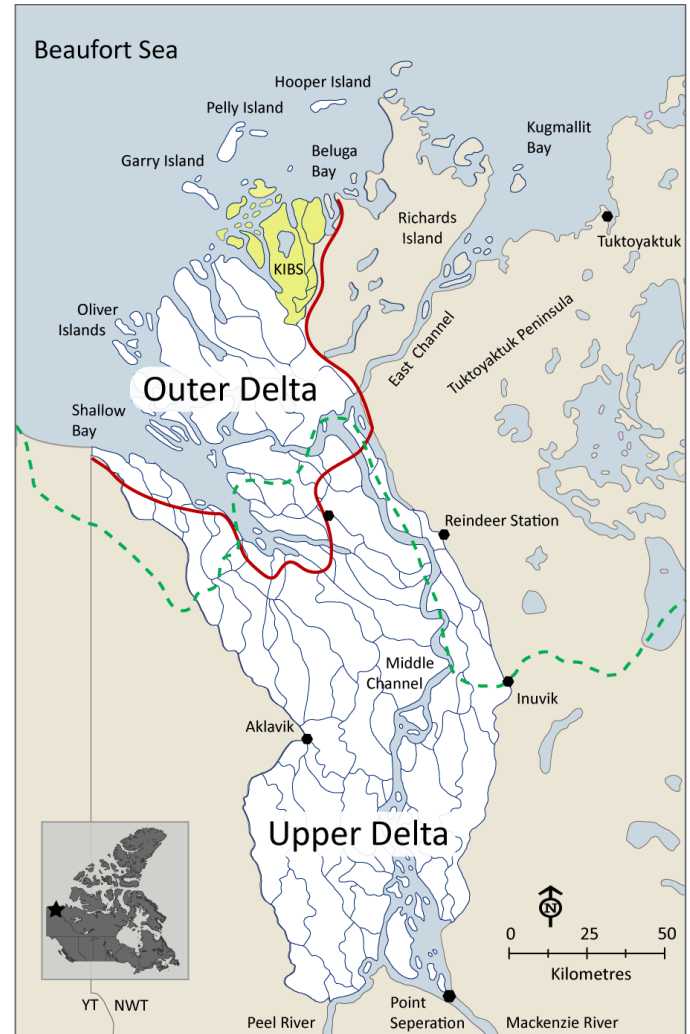 Beaufort Sea
Hooper Island
Pelly Island
Kugmallit
Bay
Garry Island
Beluga
Bay
Richards
Island
Tuktoyaktuk
KIBS
Oliver
Islands
East Channel
Tuktoyaktuk Peninsula
Outer Delta
Shallow
Bay
Reindeer Station
Middle
Channel
Inuvik
Aklavik
Upper Delta
N
0 25 50
Kilometres
YT NWT
Peel River
Point
Seperation
Mackenzie River